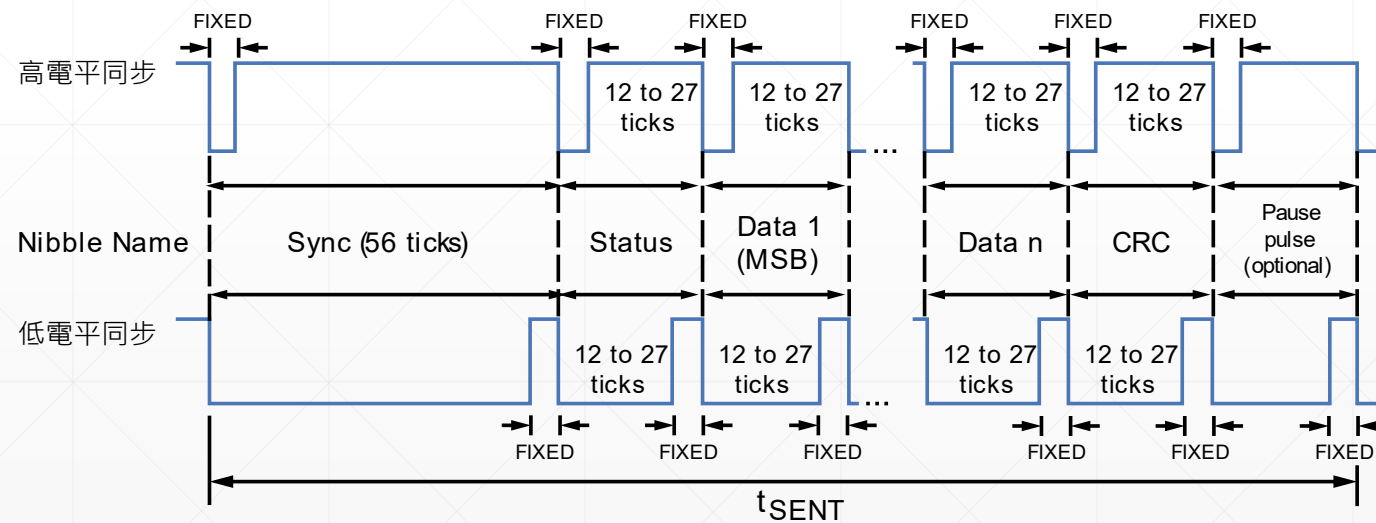 FIXED FIXED FIXED FIXED FIXED FIXED
高電平同步
12 to 27 12 to 27 12 to 27 12 to 27
ticks ticks ticks ticks
... 
Nibble Name Sync (56 ticks) Status Data 1 (MSB) Data n CRC Pause pulse (optional)
低電平同步
12 to 27 12 to 27 12 to 27 12 to 27
ticks ticks ticks ticks
...
FIXED FIXED FIXED FIXED FIXED FIXED
tSENT